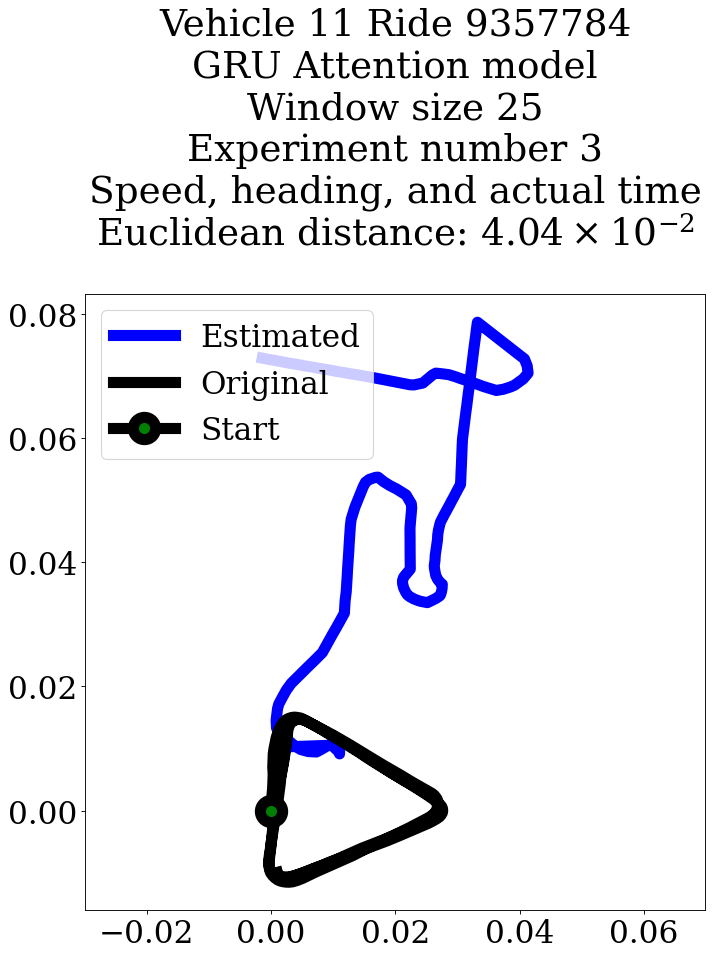 Vehicle 11 Ride 9357784
GRU Attention model
Window size 25
Experiment number 3
Speed, heading, and actual time
Euclidean distance: 4.04 × 10⁻²
0.08
Estimated
Original
Start
0.06
0.04
0.02
0.00
−0.02 0.00 0.02 0.04 0.06